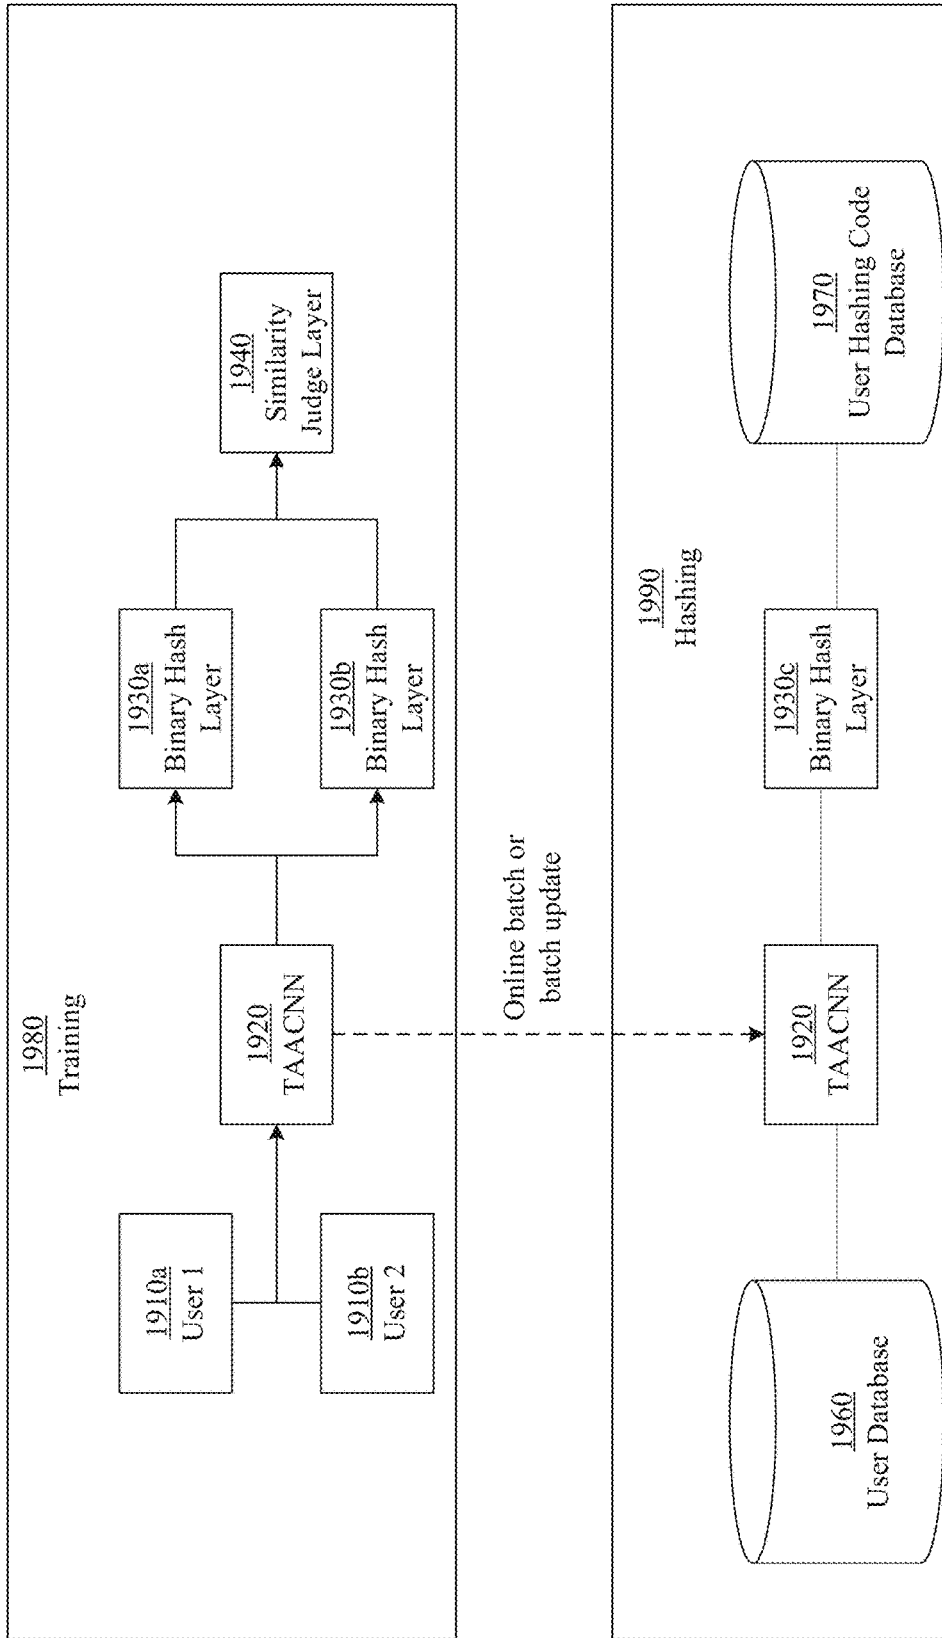 1980
Training
1910a
User 1
1910b
User 2
1920
TAACNN
1930a
Binary Hash
Layer
1930b
Binary Hash
Layer
1940
Similarity
Judge Layer
Online batch or
batch update
1990
Hashing
1960
User Database
1920
TAACNN
1930c
Binary Hash
Layer
1970
User Hashing Code
Database